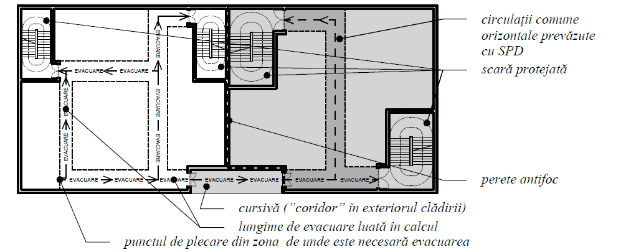 circulații comune
orizontale prevăzute
cu SPD
scară protejată
EVACUARE
EVACUARE
EVACUARE
EVACUARE
EVACUARE
EVACUARE
EVACUARE
EVACUARE EVACUARE EVACUARE EVACUARE EVACUARE EVACUARE EVACUARE
perete antifoc
cursivă ("coridor" în exteriorul clădirii)
lungime de evacuare luată în calcul
punctul de plecare din zona de unde este necesară evacuarea